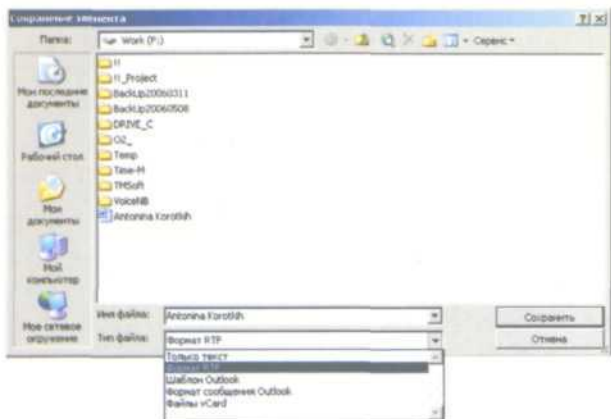 Сохранение элемента
Папка: Work (P:) Сервис
!!
!!_Project
BackUp20060311
BackUp20060508
DRIVE_C
O2_
Temp
Time-M
TMSoft
VoiceNB
Antonina Korotkih
Мои последние документы
Рабочий стол
Мои документы
Мой компьютер
Мое сетевое окружение
Имя файла: Antonina Korotkih Сохранить
Тип файла: Формат RTF Отмена
Только текст
Формат RTF
Шаблон Outlook
Формат сообщения Outlook
Файлы vCard